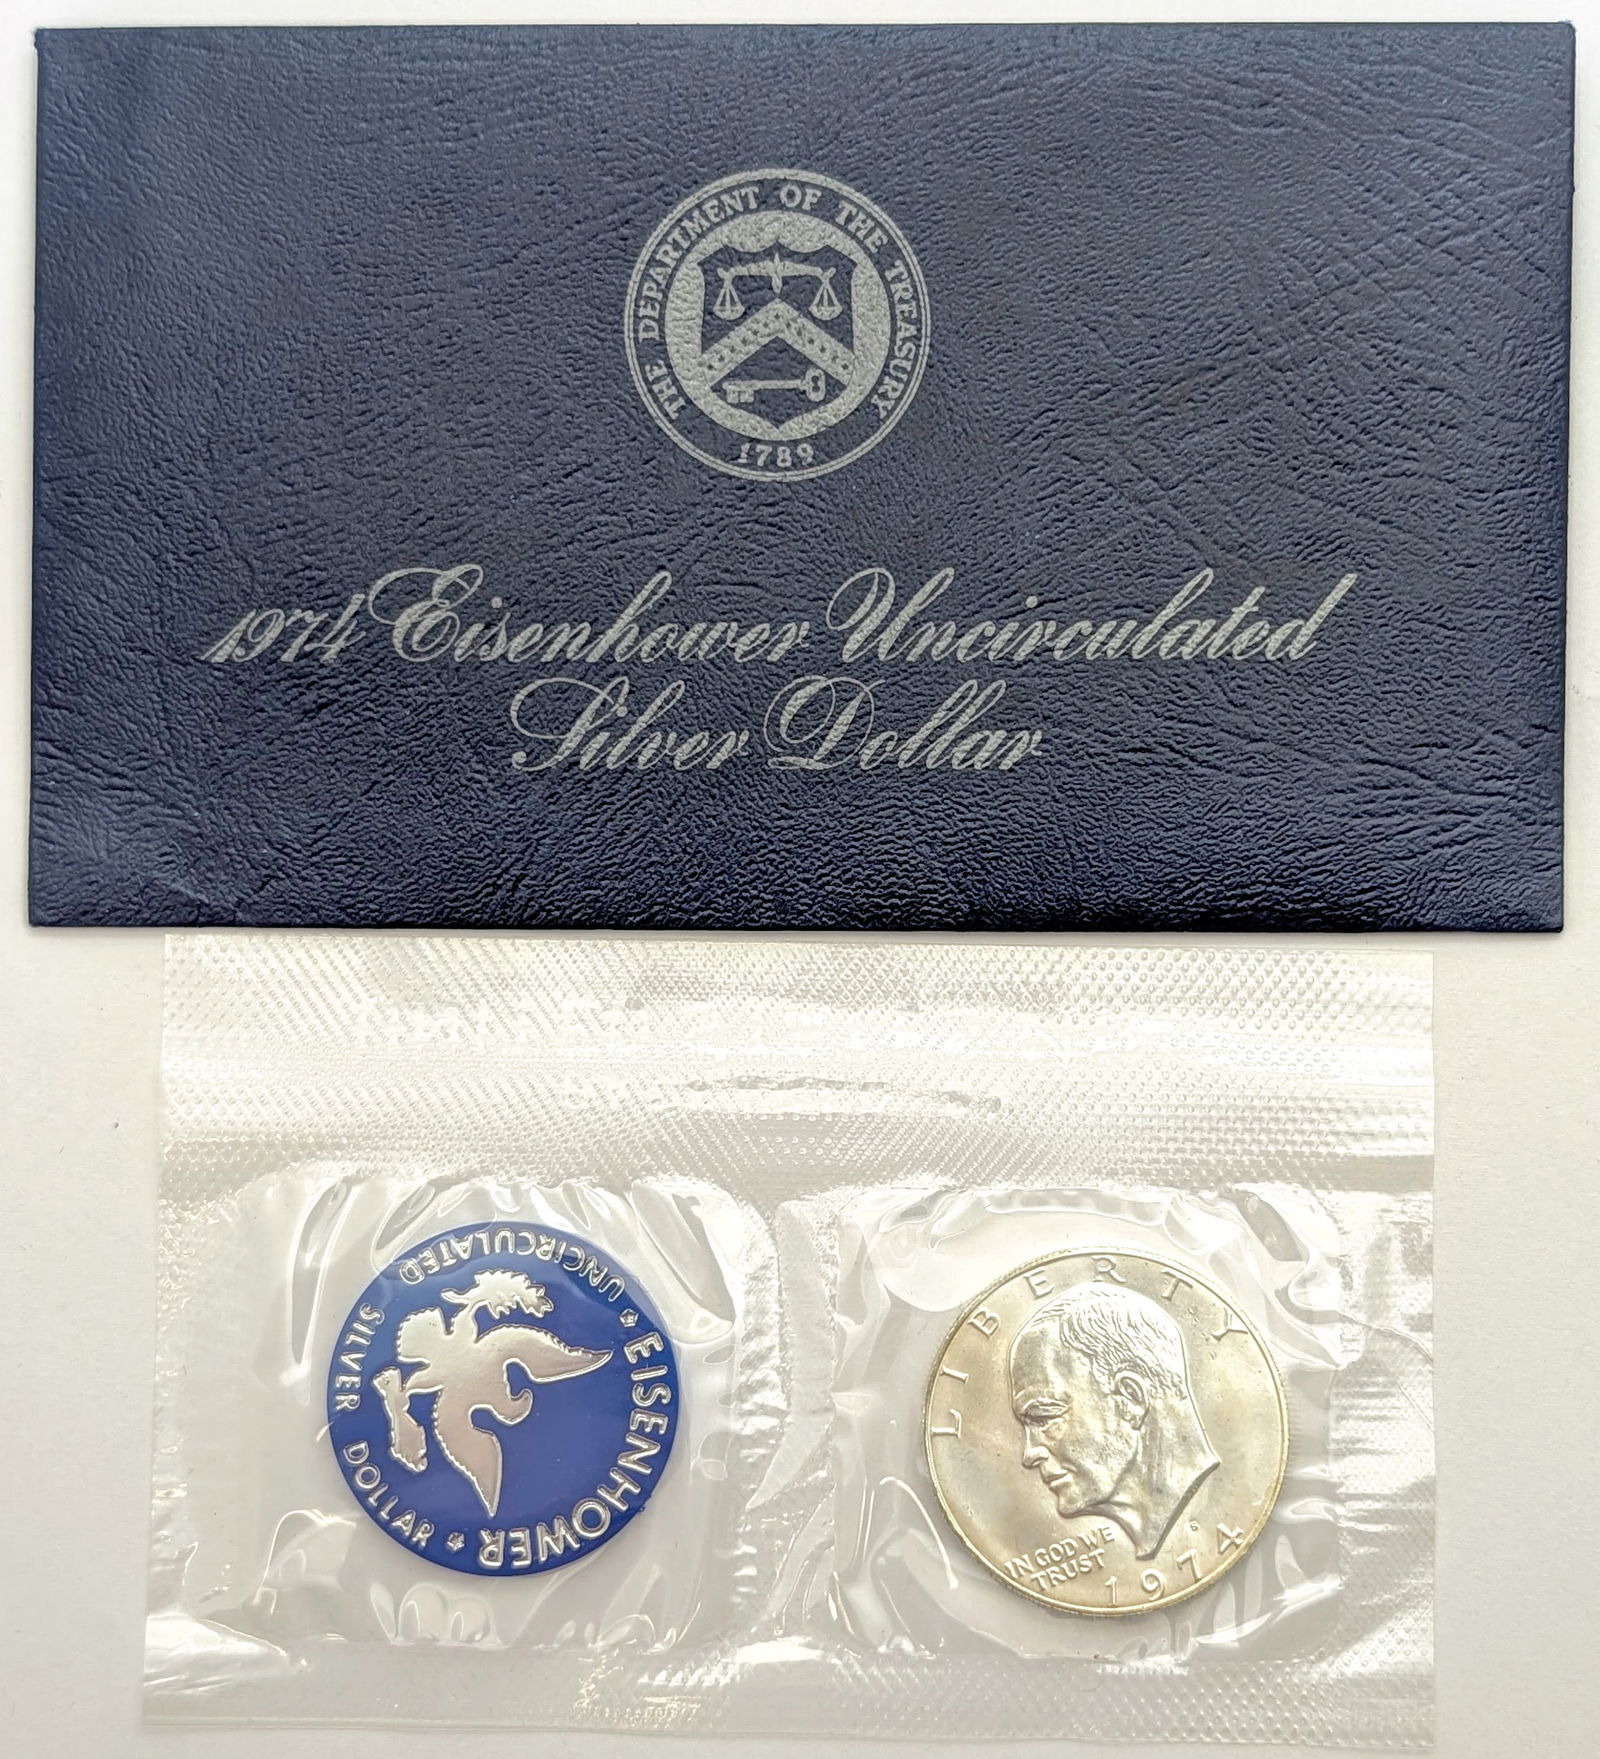 THE DEPARTMENT OF THE TREASURY
1789
1974 Eisenhower Uncirculated
Silver Dollar
EISENHOWER
UNCIRCULATED SILVER DOLLAR
LIBERTY
IN GOD WE
TRUST
S
1974